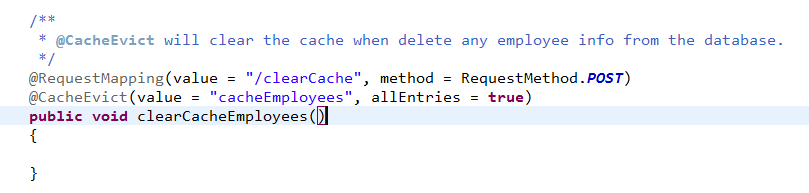 /**
 * @CacheEvict will clear the cache when delete any employee info from the database.
 */
@RequestMapping(value = "/clearCache", method = RequestMethod.POST)
@CacheEvict(value = "cacheEmployees", allEntries = true)
public void clearCacheEmployees()
{
}